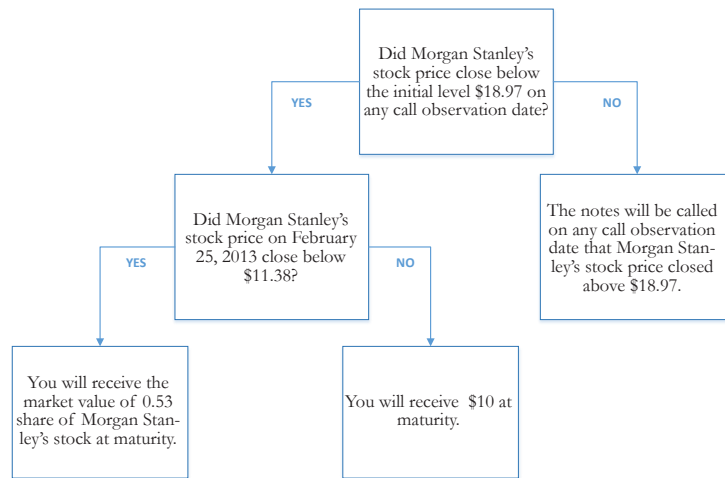 Did Morgan Stanley's
stock price close below
the initial level $18.97 on
any call observation date?
YES
NO
Did Morgan Stanley's
stock price on February
25, 2013 close below
$11.38?
The notes will be called
on any call observation
date that Morgan Stan-
ley's stock price closed
above $18.97.
YES
NO
You will receive the
market value of 0.53
share of Morgan Stan-
ley's stock at maturity.
You will receive  $10 at
maturity.